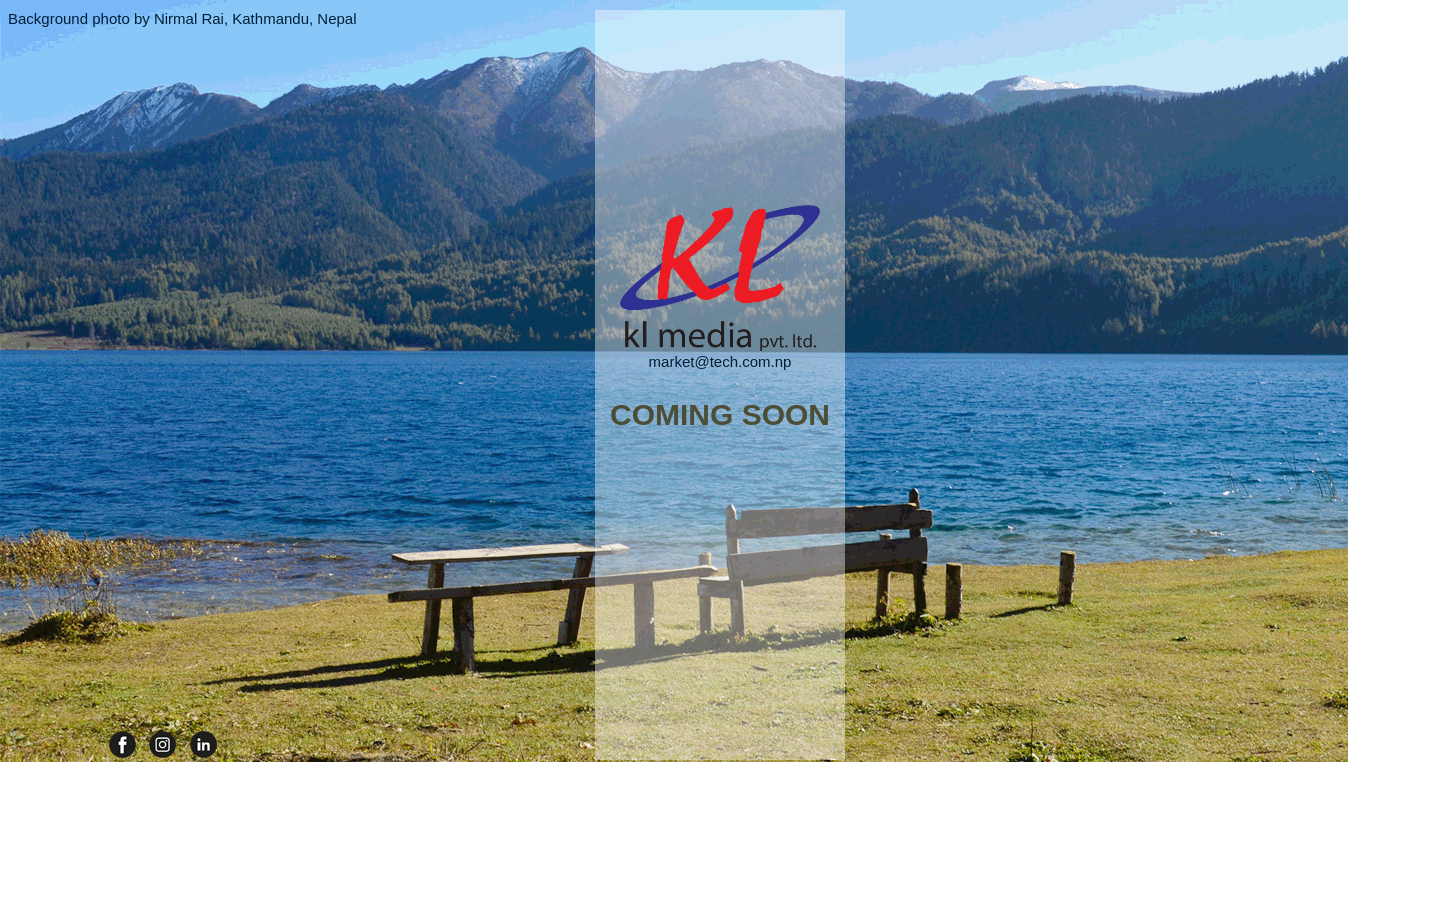 Background photo by Nirmal Rai, Kathmandu, Nepal
KL
kl media pvt. ltd.
market@tech.com.np
COMING SOON